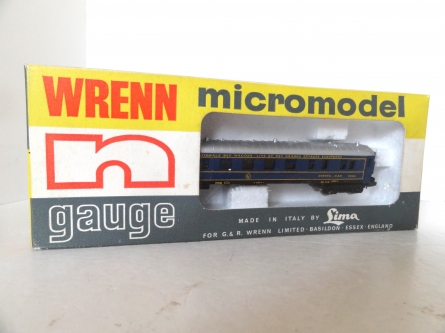 WRENN micromodel
n
gauge
MADE IN ITALY BY Lima
FOR G.& R. WRENN LIMITED·BASILDON·ESSEX·ENGLAND